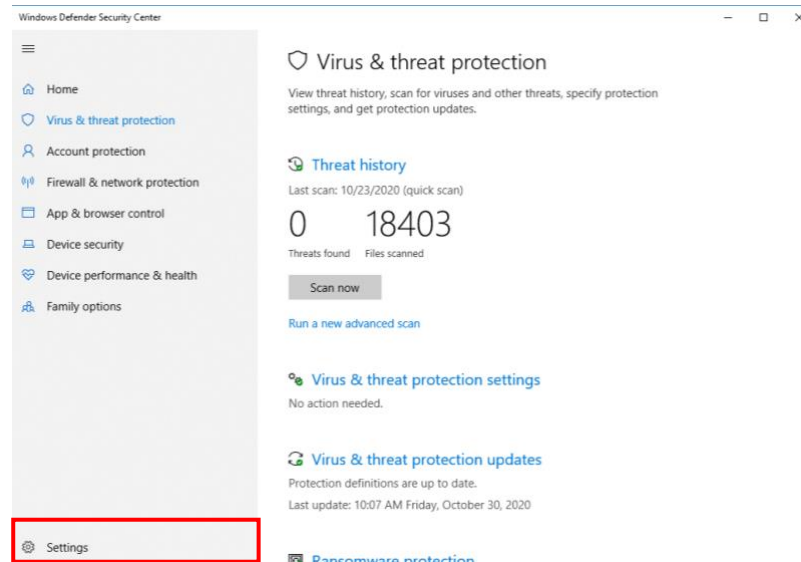 Windows Defender Security Center
Home
Virus & threat protection
Account protection
Firewall & network protection
App & browser control
Device security
Device performance & health
Family options
Settings
Virus & threat protection
View threat history, scan for viruses and other threats, specify protection
settings, and get protection updates.
Threat history
Last scan: 10/23/2020 (quick scan)
0 18403
Threats found Files scanned
Scan now
Run a new advanced scan
Virus & threat protection settings
No action needed.
Virus & threat protection updates
Protection definitions are up to date.
Last update: 10:07 AM Friday, October 30, 2020
Ransomware protection